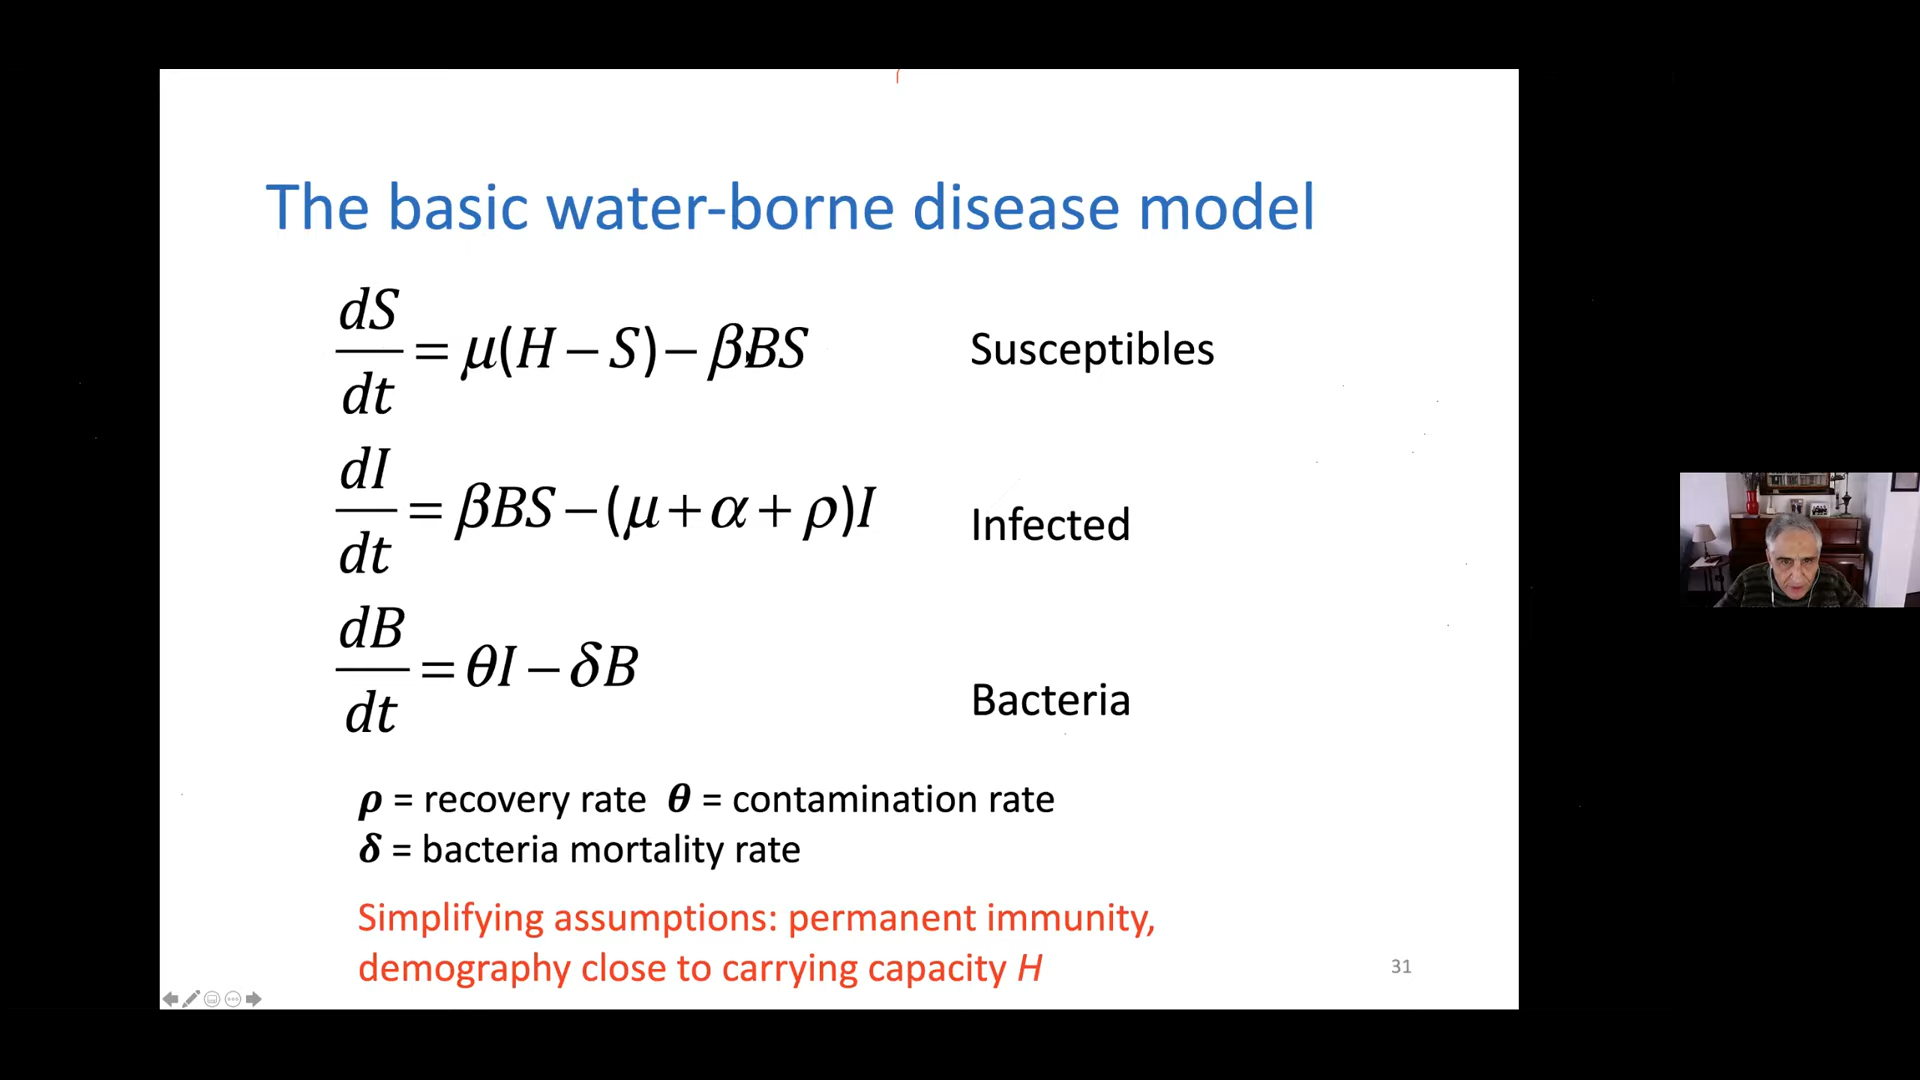 The basic water-borne disease model
dS/dt = μ(H − S) − βBS Susceptibles
dI/dt = βBS − (μ + α + ρ)I Infected
dB/dt = θI − δB Bacteria
ρ = recovery rate θ = contamination rate
δ = bacteria mortality rate
Simplifying assumptions: permanent immunity,
demography close to carrying capacity H
31